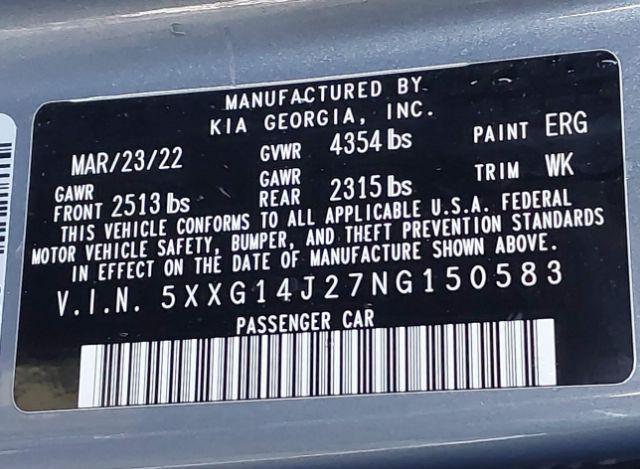 MANUFACTURED BY
KIA GEORGIA, INC.
MAR/23/22 GVWR 4354 lbs PAINT ERG
GAWR FRONT 2513 lbs GAWR REAR 2315 lbs TRIM WK
THIS VEHICLE CONFORMS TO ALL APPLICABLE U.S.A. FEDERAL
MOTOR VEHICLE SAFETY, BUMPER, AND THEFT PREVENTION STANDARDS
IN EFFECT ON THE DATE OF MANUFACTURE SHOWN ABOVE.
V.I.N. 5XXG14J27NG150583
PASSENGER CAR